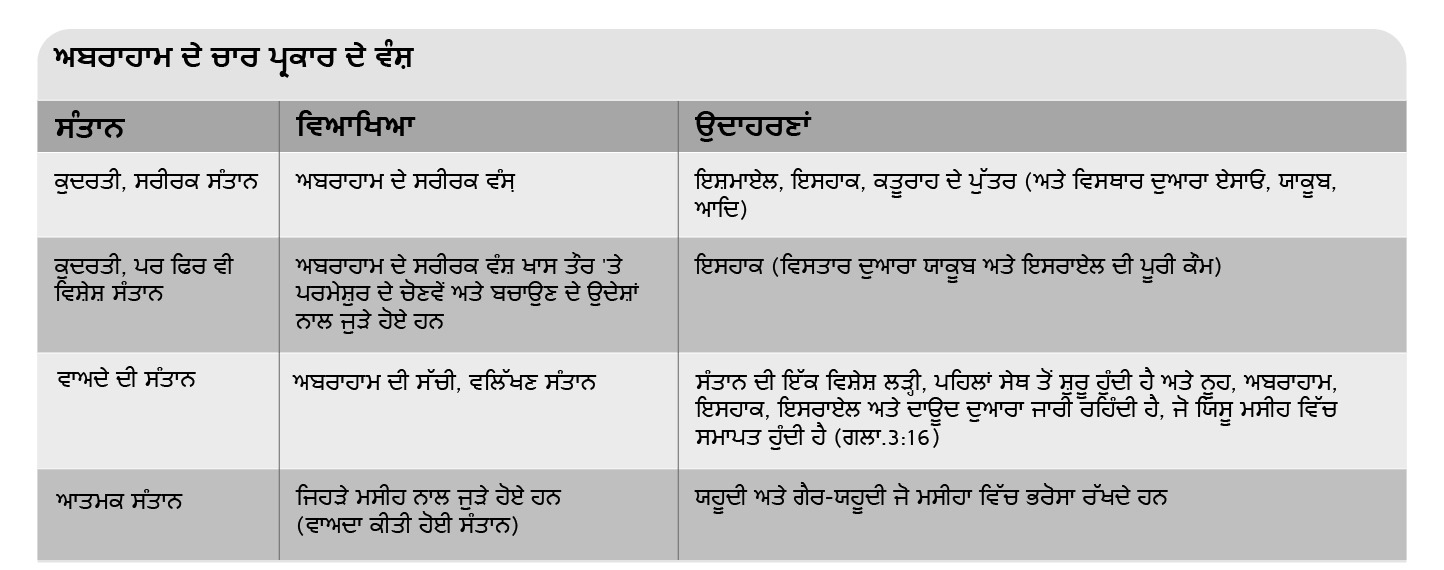 ਅਬਰਾਹਾਮ ਦੇ ਚਾਰ ਪ੍ਰਕਾਰ ਦੇ ਵੰਸ਼
ਸੰਤਾਨ
ਵਿਆਖਿਆ
ਉਦਾਹਰਣਾਂ
ਕੁਦਰਤੀ, ਸਰੀਰਕ ਸੰਤਾਨ
ਅਬਰਾਹਾਮ ਦੇ ਸਰੀਰਕ ਵੰਸ਼
ਇਸ਼ਮਾਏਲ, ਇਸਹਾਕ, ਕਤੂਰਾਹ ਦੇ ਪੁੱਤਰ (ਅਤੇ ਵਿਸਥਾਰ ਦੁਆਰਾ ਏਸਾਓ, ਯਾਕੂਬ,
ਆਦਿ)
ਕੁਦਰਤੀ, ਪਰ ਫਿਰ ਵੀ
ਵਿਸ਼ੇਸ਼ ਸੰਤਾਨ
ਅਬਰਾਹਾਮ ਦੇ ਸਰੀਰਕ ਵੰਸ਼ ਖਾਸ ਤੌਰ 'ਤੇ
ਪਰਮੇਸ਼ੁਰ ਦੇ ਚੋਣਵੇਂ ਅਤੇ ਬਚਾਉਣ ਦੇ ਉਦੇਸ਼ਾਂ
ਨਾਲ ਜੁੜੇ ਹੋਏ ਹਨ
ਇਸਹਾਕ (ਵਿਸਤਾਰ ਦੁਆਰਾ ਯਾਕੂਬ ਅਤੇ ਇਸਰਾਏਲ ਦੀ ਪੂਰੀ ਕੌਮ)
ਵਾਅਦੇ ਦੀ ਸੰਤਾਨ
ਅਬਰਾਹਾਮ ਦੀ ਸੱਚੀ, ਵਲਿੱਖਣ ਸੰਤਾਨ
ਸੰਤਾਨ ਦੀ ਇੱਕ ਵਿਸ਼ੇਸ਼ ਲੜ੍ਹੀ, ਪਹਿਲਾਂ ਸੇਥ ਤੋਂ ਸ਼ੁਰੂ ਹੁੰਦੀ ਹੈ ਅਤੇ ਨੂਹ, ਅਬਰਾਹਾਮ,
ਇਸਹਾਕ, ਇਸਰਾਏਲ ਅਤੇ ਦਾਊਦ ਦੁਆਰਾ ਜਾਰੀ ਰਹਿੰਦੀ ਹੈ, ਜੋ ਯਿਸੂ ਮਸੀਹ ਵਿੱਚ
ਸਮਾਪਤ ਹੁੰਦੀ ਹੈ (ਗਲਾ.3:16)
ਆਤਮਕ ਸੰਤਾਨ
ਜਿਹੜੇ ਮਸੀਹ ਨਾਲ ਜੁੜੇ ਹੋਏ ਹਨ
(ਵਾਅਦਾ ਕੀਤੀ ਹੋਈ ਸੰਤਾਨ)
ਯਹੂਦੀ ਅਤੇ ਗੈਰ-ਯਹੂਦੀ ਜੋ ਮਸੀਹਾ ਵਿੱਚ ਭਰੋਸਾ ਰੱਖਦੇ ਹਨ